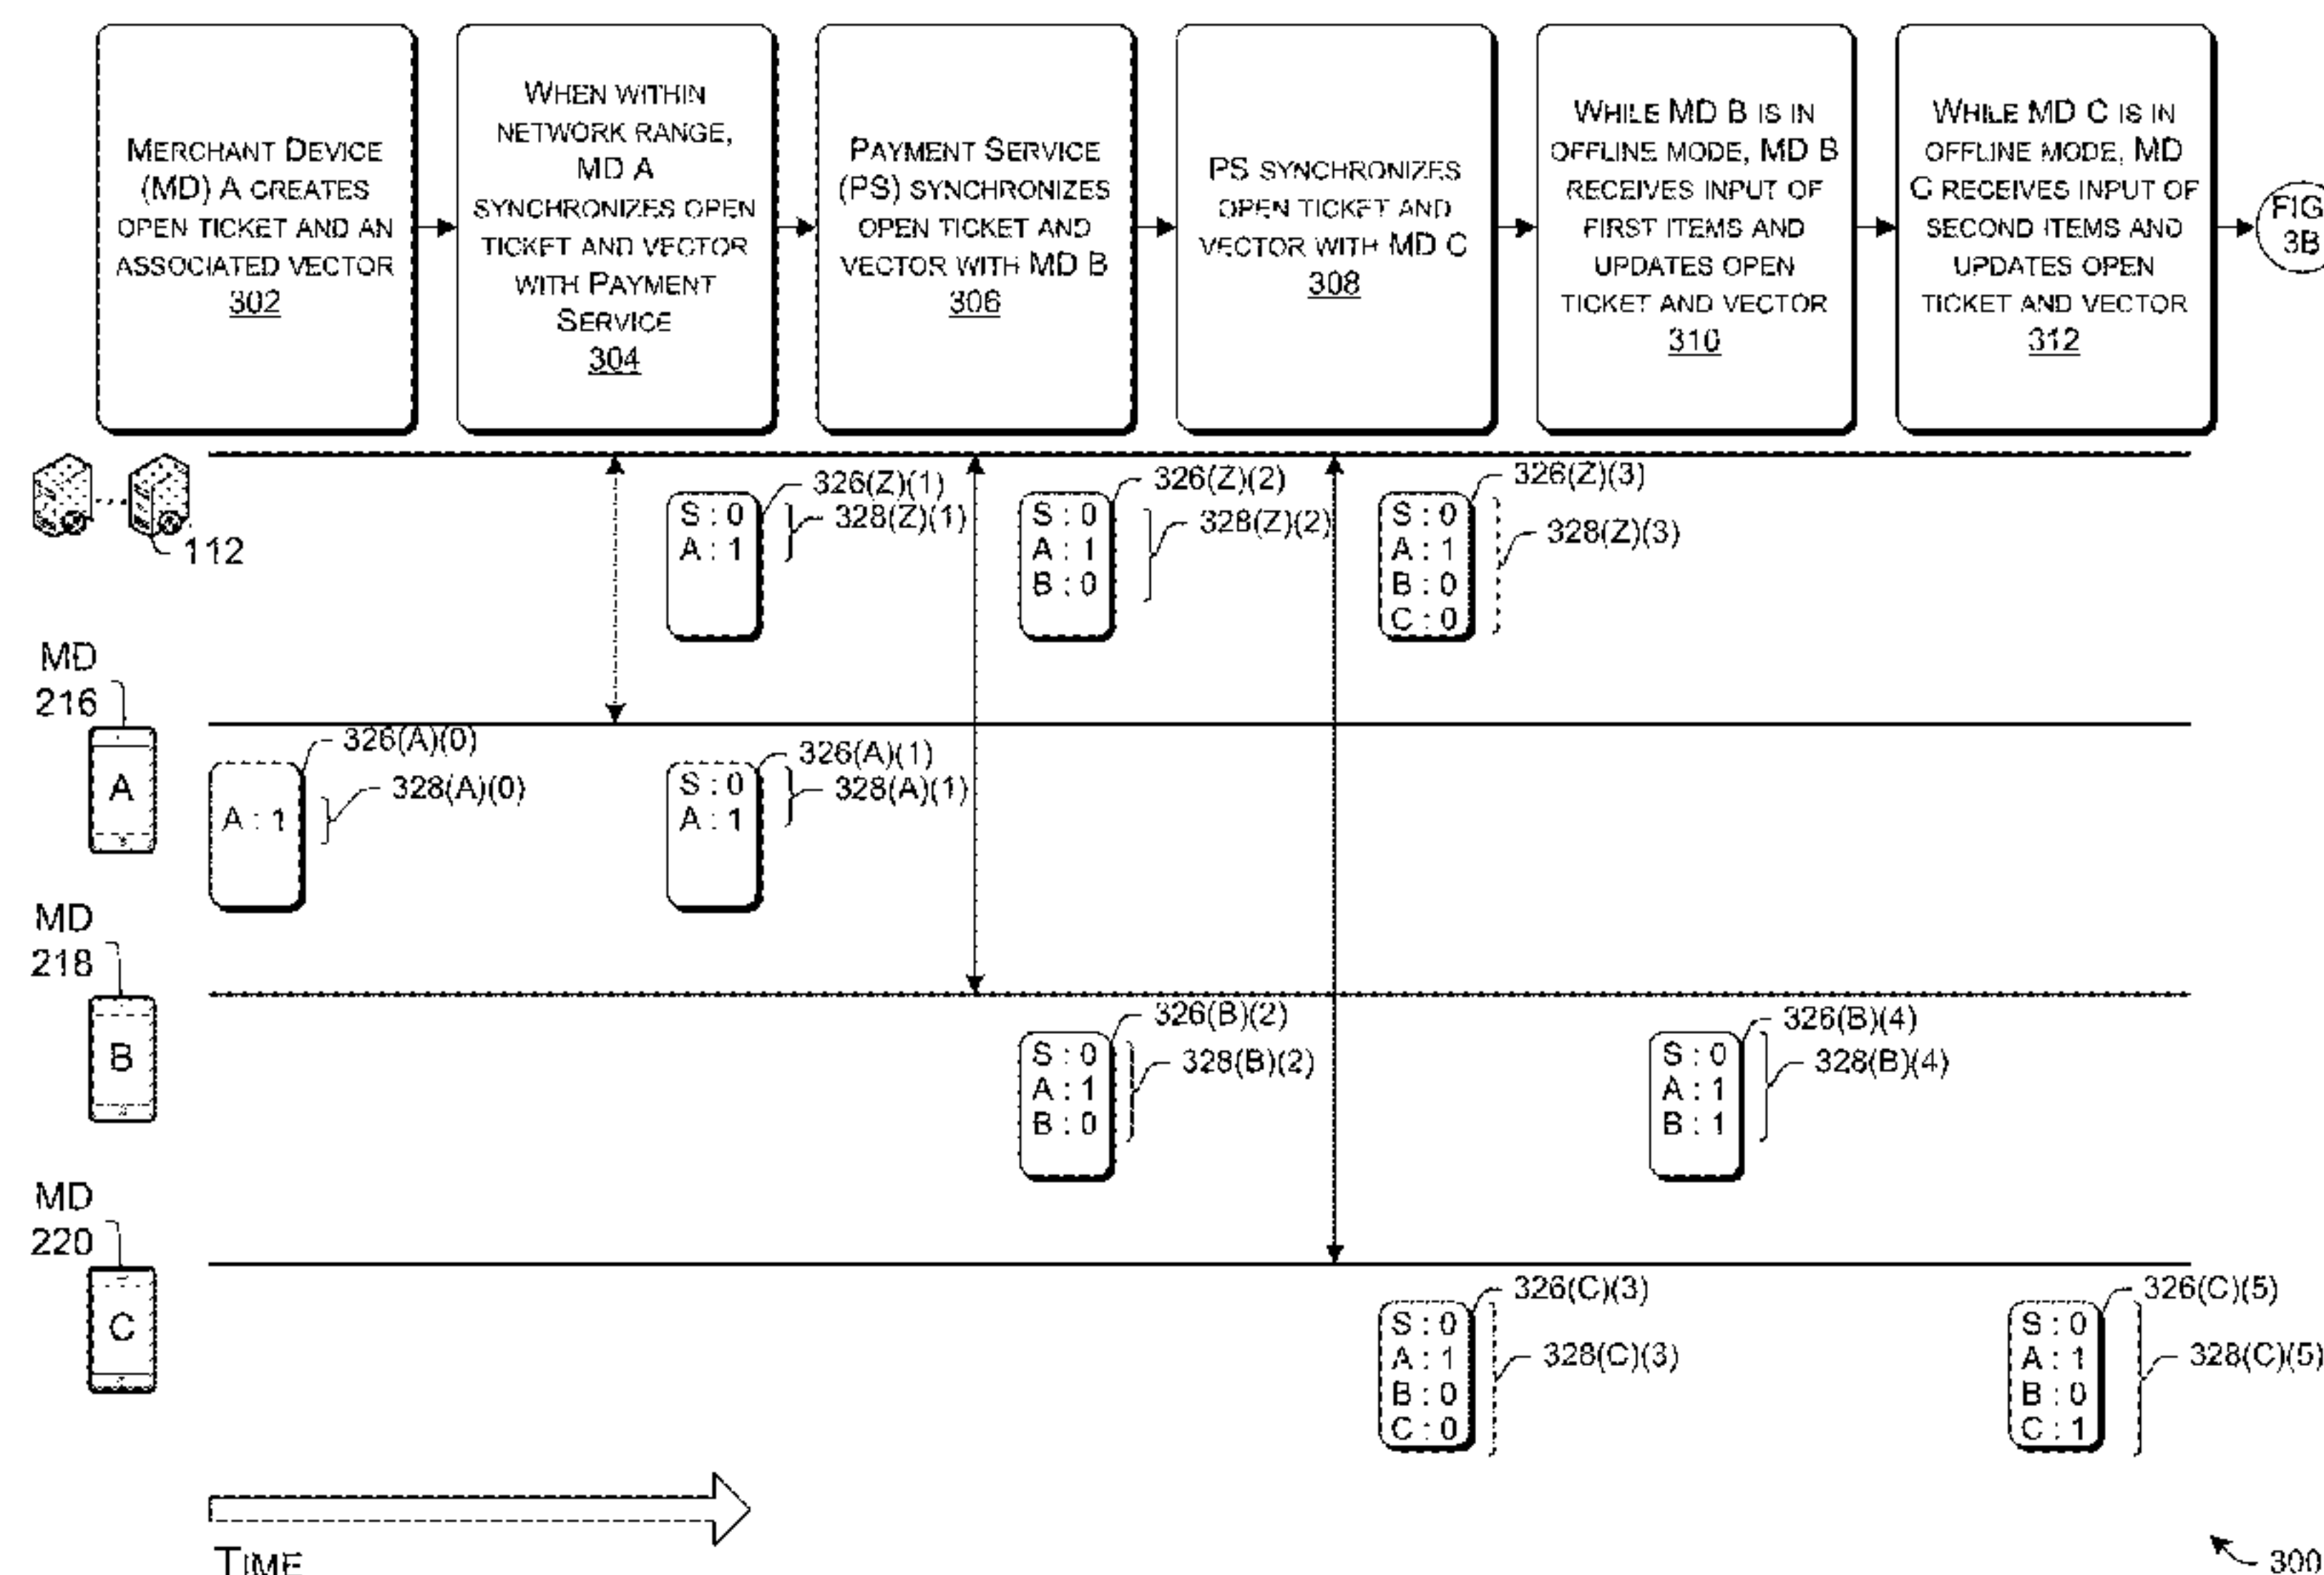 MERCHANT DEVICE
(MD) A CREATES
OPEN TICKET AND AN
ASSOCIATED VECTOR
302
WHEN WITHIN
NETWORK RANGE,
MD A
SYNCHRONIZES OPEN
TICKET AND VECTOR
WITH PAYMENT
SERVICE
304
PAYMENT SERVICE
(PS) SYNCHRONIZES
OPEN TICKET AND
VECTOR WITH MD B
306
PS SYNCHRONIZES
OPEN TICKET AND
VECTOR WITH MD C
308
WHILE MD B IS IN
OFFLINE MODE, MD B
RECEIVES INPUT OF
FIRST ITEMS AND
UPDATES OPEN
TICKET AND VECTOR
310
WHILE MD C IS IN
OFFLINE MODE, MD
C RECEIVES INPUT OF
SECOND ITEMS AND
UPDATES OPEN
TICKET AND VECTOR
312
FIG
3B
112
S : 0
A : 1
326(Z)(1)
328(Z)(1)
S : 0
A : 1
B : 0
326(Z)(2)
328(Z)(2)
S : 0
A : 1
B : 0
C : 0
326(Z)(3)
328(Z)(3)
MD
216
A
A : 1
326(A)(0)
328(A)(0)
S : 0
A : 1
326(A)(1)
328(A)(1)
MD
218
B
S : 0
A : 1
B : 0
326(B)(2)
328(B)(2)
S : 0
A : 1
B : 1
326(B)(4)
328(B)(4)
MD
220
C
S : 0
A : 1
B : 0
C : 0
326(C)(3)
328(C)(3)
S : 0
A : 1
B : 0
C : 1
326(C)(5)
328(C)(5)
TIME
300